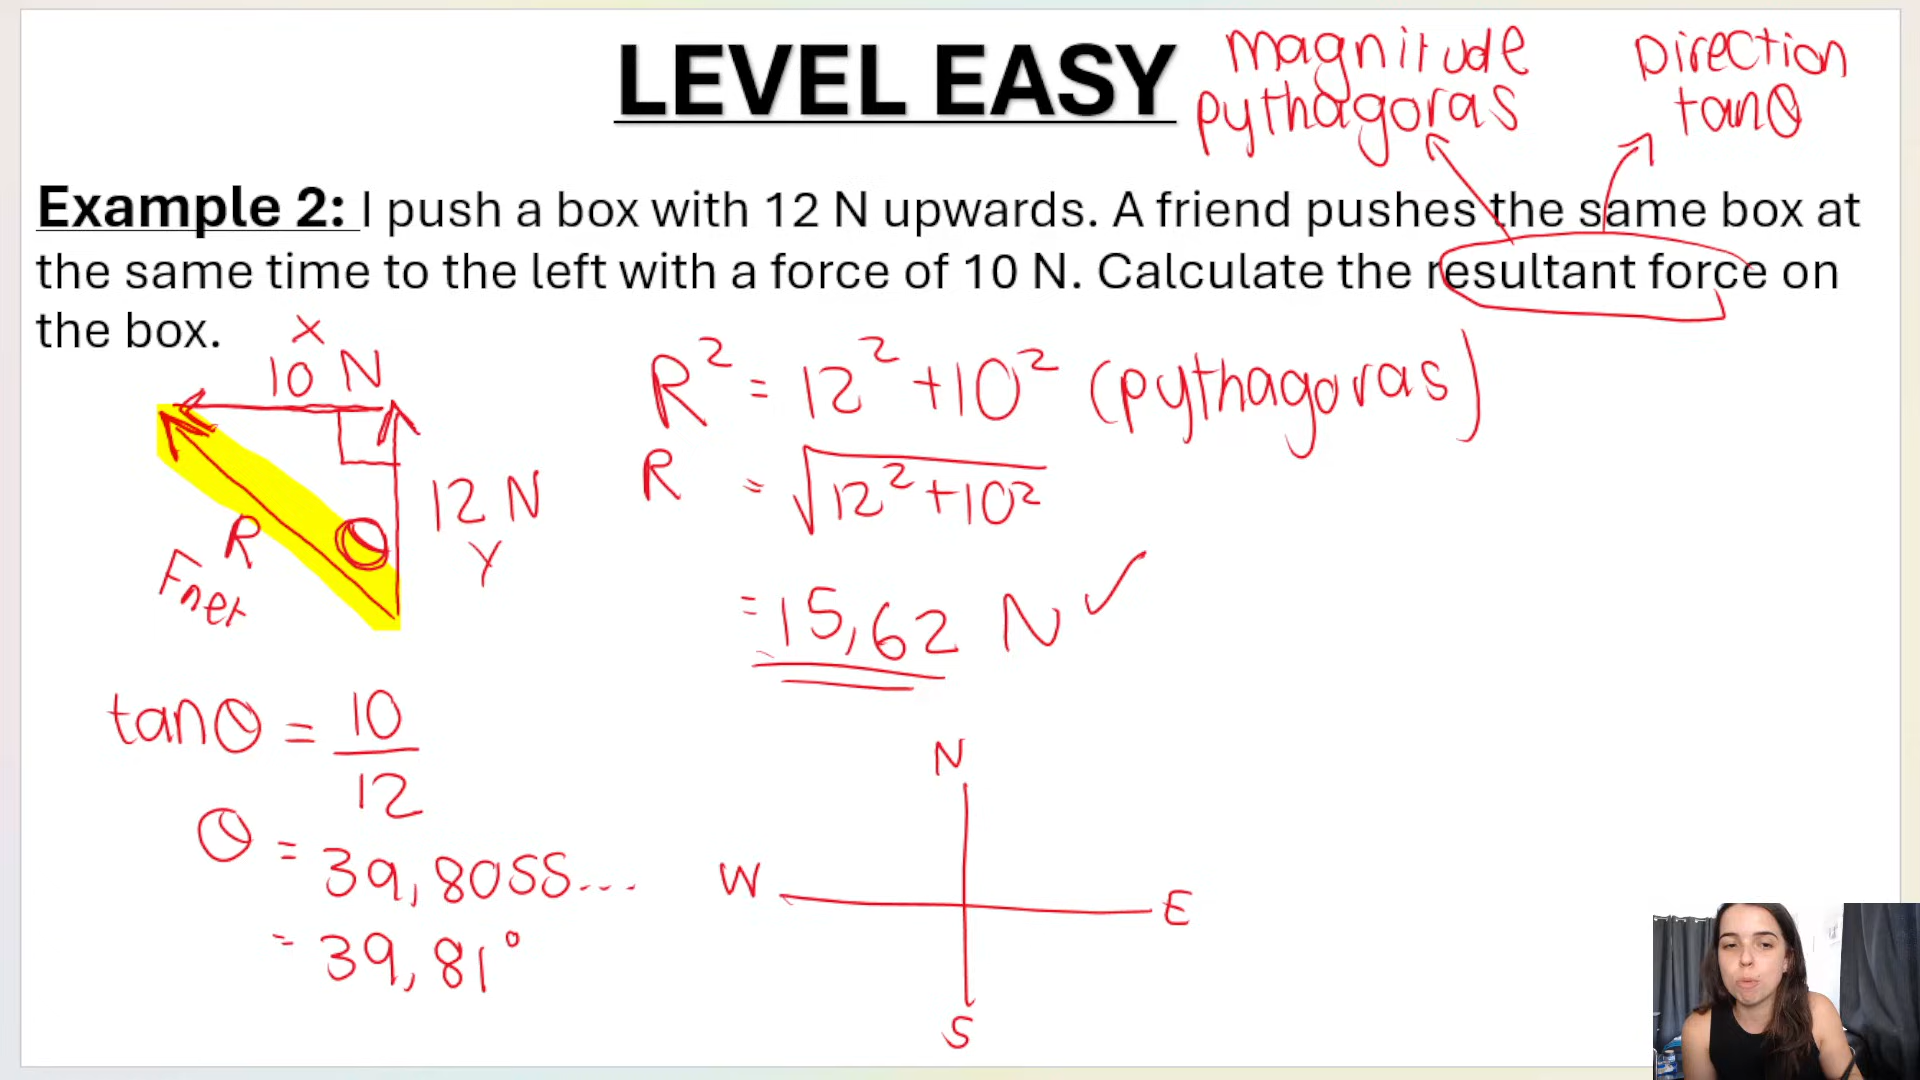 LEVEL EASY
magnitude
pythagoras
Direction
tanθ
Example 2: I push a box with 12 N upwards. A friend pushes the same box at
the same time to the left with a force of 10 N. Calculate the resultant force on
the box.
x
10 N
12 N
Y
R
Fnet
R² = 12² + 10² (pythagoras)
R = √12² + 10²
= 15,62 N ✓
tanθ = 10/12
θ = 39,8055...
= 39,81°
N
W
E
S